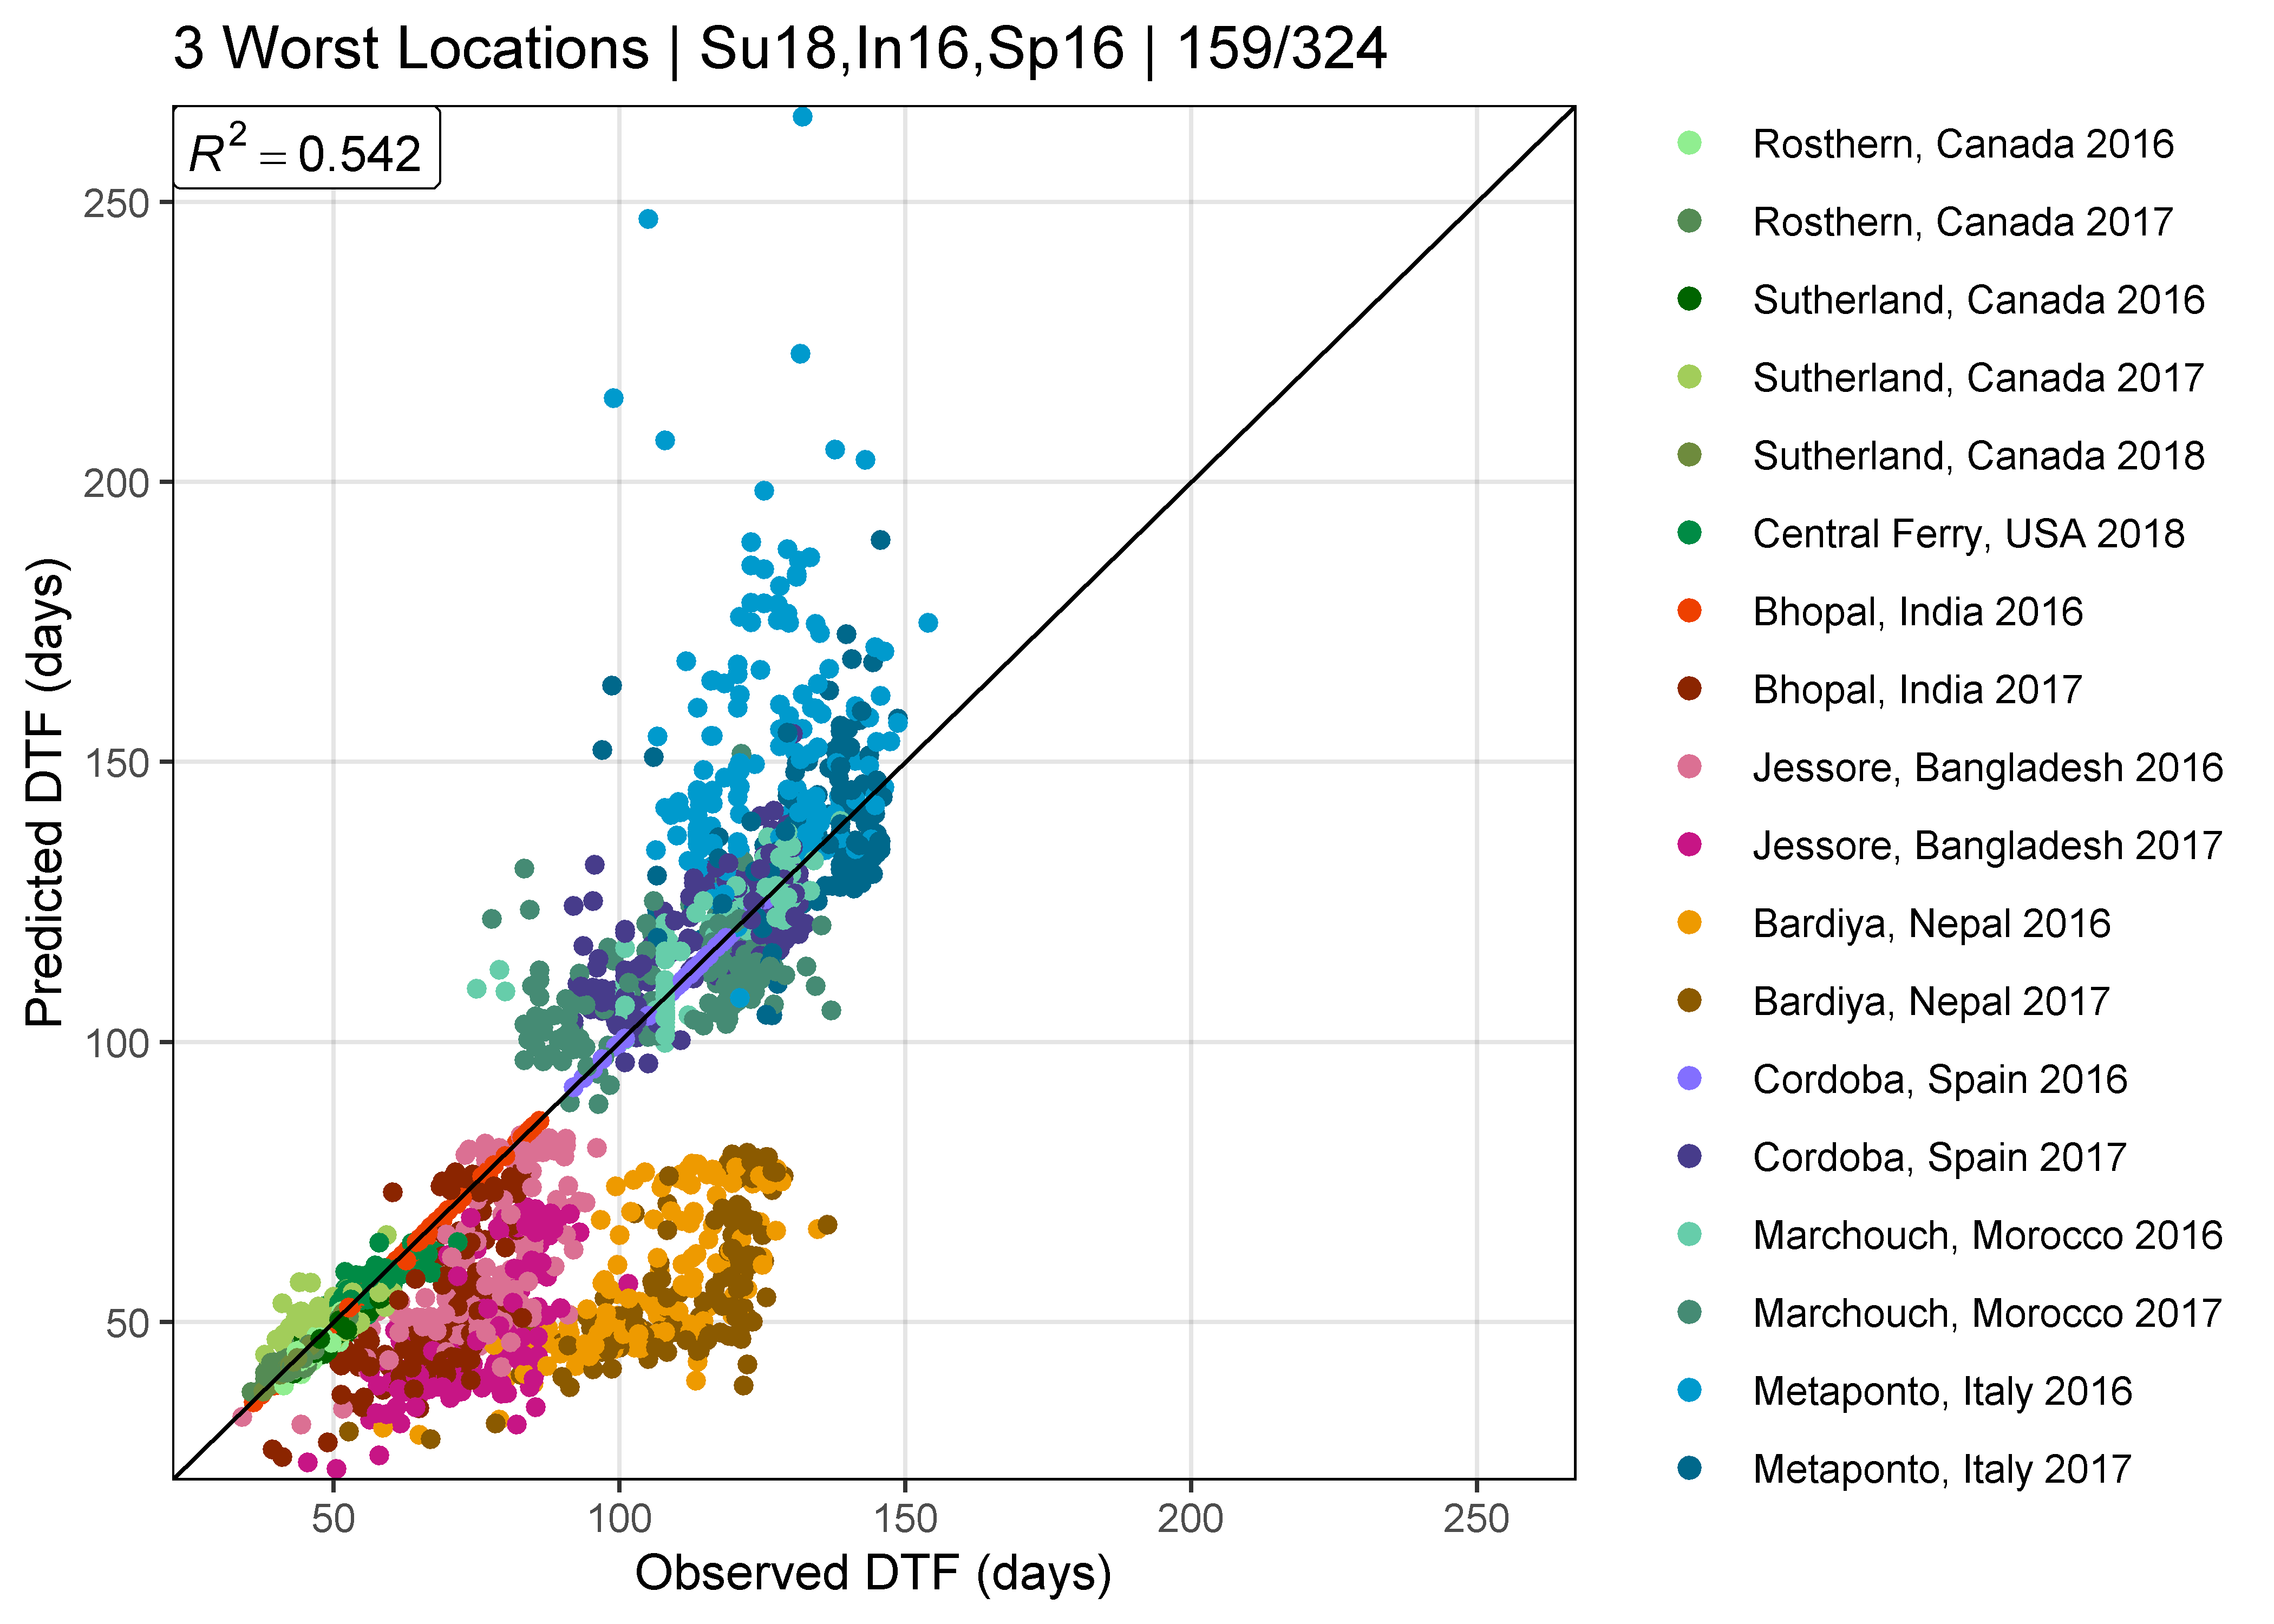 3 Worst Locations | Su18,In16,Sp16 | 159/324
R² = 0.542
250
200
150
100
50
Predicted DTF (days)
50 100 150 200 250
Observed DTF (days)
Rosthern, Canada 2016
Rosthern, Canada 2017
Sutherland, Canada 2016
Sutherland, Canada 2017
Sutherland, Canada 2018
Central Ferry, USA 2018
Bhopal, India 2016
Bhopal, India 2017
Jessore, Bangladesh 2016
Jessore, Bangladesh 2017
Bardiya, Nepal 2016
Bardiya, Nepal 2017
Cordoba, Spain 2016
Cordoba, Spain 2017
Marchouch, Morocco 2016
Marchouch, Morocco 2017
Metaponto, Italy 2016
Metaponto, Italy 2017